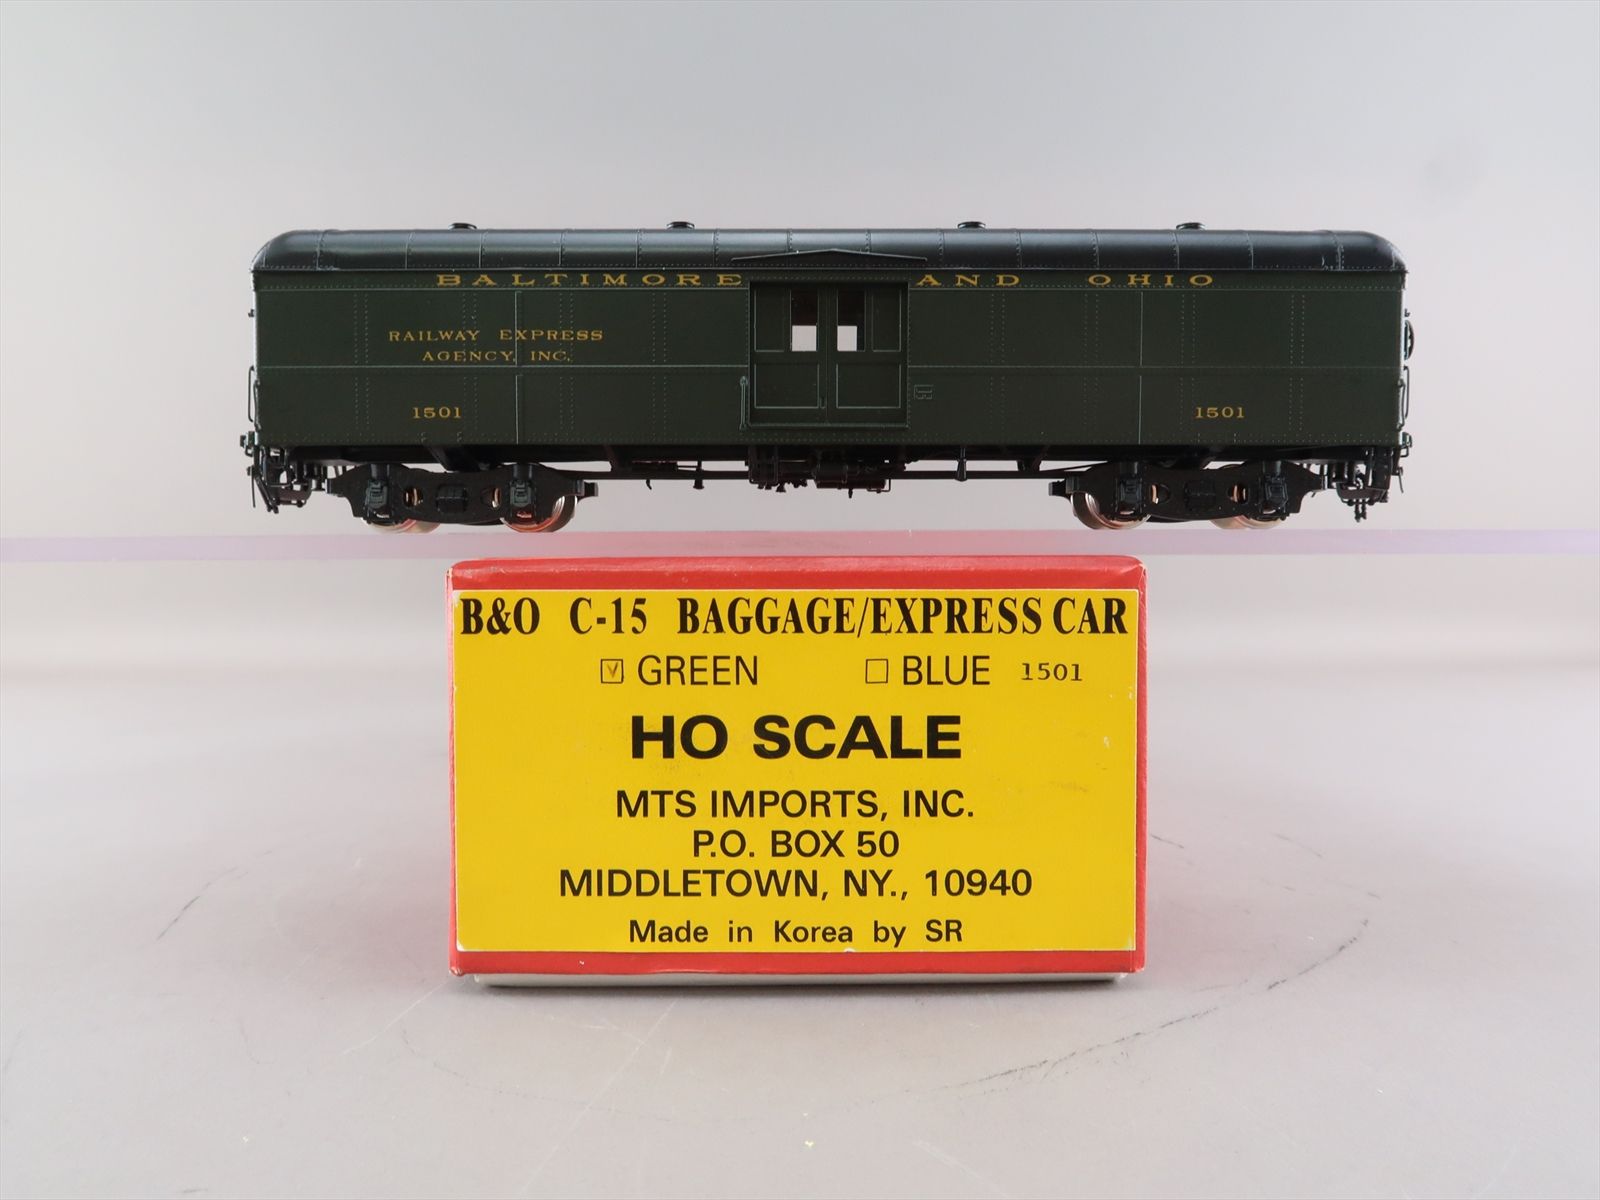 BALTIMORE AND OHIO
RAILWAY EXPRESS
AGENCY, INC.
1501 1501
B&O C-15 BAGGAGE/EXPRESS CAR
☑ GREEN ☐ BLUE 1501
HO SCALE
MTS IMPORTS, INC.
P.O. BOX 50
MIDDLETOWN, NY., 10940
Made in Korea by SR